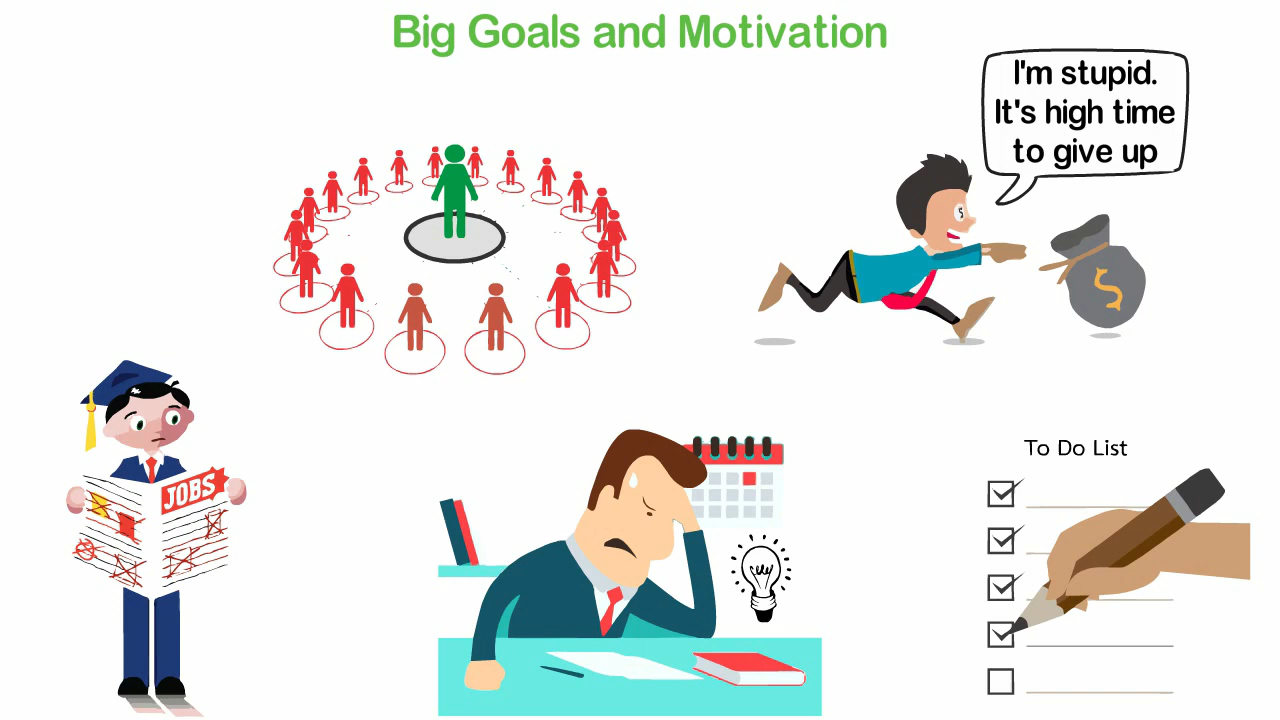 Big Goals and Motivation
I'm stupid.
It's high time
to give up
$
JOBS
To Do List